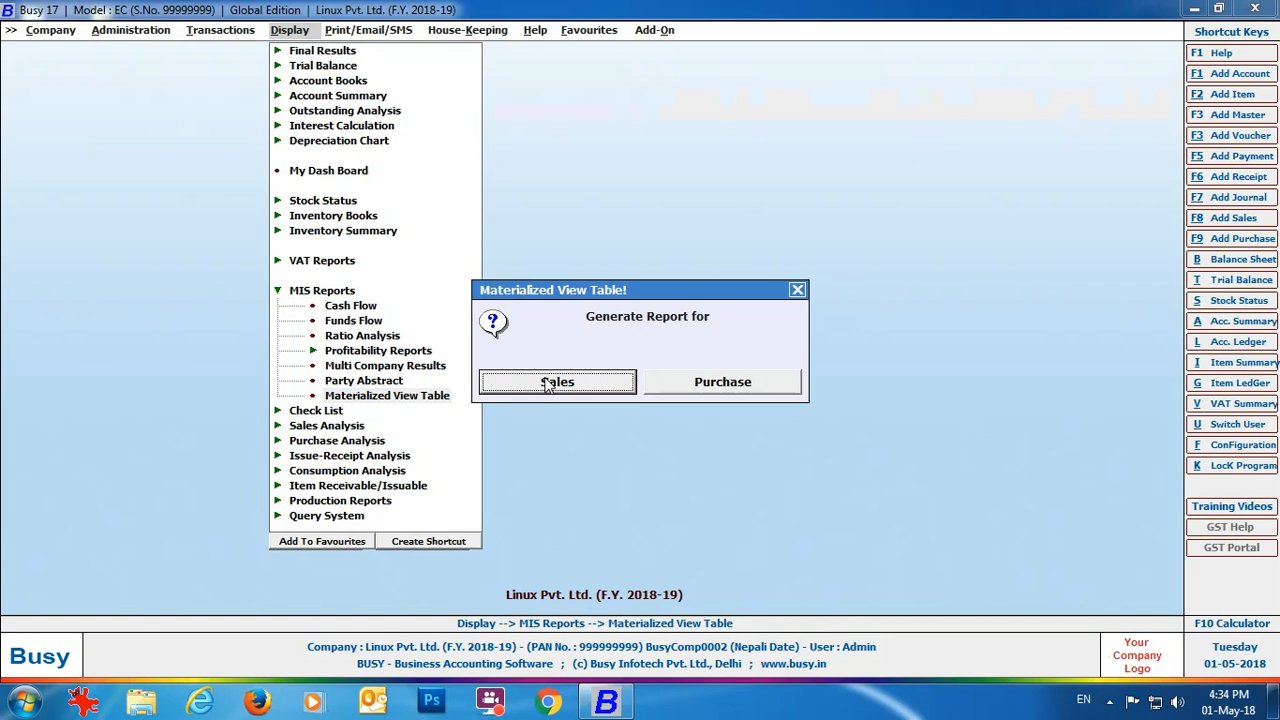 Busy 17 | Model : EC (S.No. 99999999) | Global Edition | Linux Pvt. Ltd. (F.Y. 2018-19)
>> Company Administration Transactions Display Print/Email/SMS House-Keeping Help Favourites Add-On
Final Results
Trial Balance
Account Books
Account Summary
Outstanding Analysis
Interest Calculation
Depreciation Chart
My Dash Board
Stock Status
Inventory Books
Inventory Summary
VAT Reports
MIS Reports
Cash Flow
Funds Flow
Ratio Analysis
Profitability Reports
Multi Company Results
Party Abstract
Materialized View Table
Check List
Sales Analysis
Purchase Analysis
Issue-Receipt Analysis
Consumption Analysis
Item Receivable/Issuable
Production Reports
Query System
Add To Favourites Create Shortcut
Materialized View Table!
Generate Report for
Sales Purchase
Shortcut Keys
F1 Help
F1 Add Account
F2 Add Item
F3 Add Master
F3 Add Voucher
F5 Add Payment
F6 Add Receipt
F7 Add Journal
F8 Add Sales
F9 Add Purchase
B Balance Sheet
T Trial Balance
S Stock Status
A Acc. Summary
L Acc. Ledger
I Item Summary
G Item LedGer
V VAT Summary
U Switch User
F ConFiguration
K LocK Program
Training Videos
GST Help
GST Portal
Linux Pvt. Ltd. (F.Y. 2018-19)
Display --> MIS Reports --> Materialized View Table
F10 Calculator
Busy
Company : Linux Pvt. Ltd. (F.Y. 2018-19) - (PAN No. : 999999999) BusyComp0002 (Nepali Date) - User : Admin
BUSY - Business Accounting Software ; (c) Busy Infotech Pvt. Ltd., Delhi ; www.busy.in
Your
Company
Logo
Tuesday
01-05-2018
Ps
B
EN
4:34 PM
01-May-18